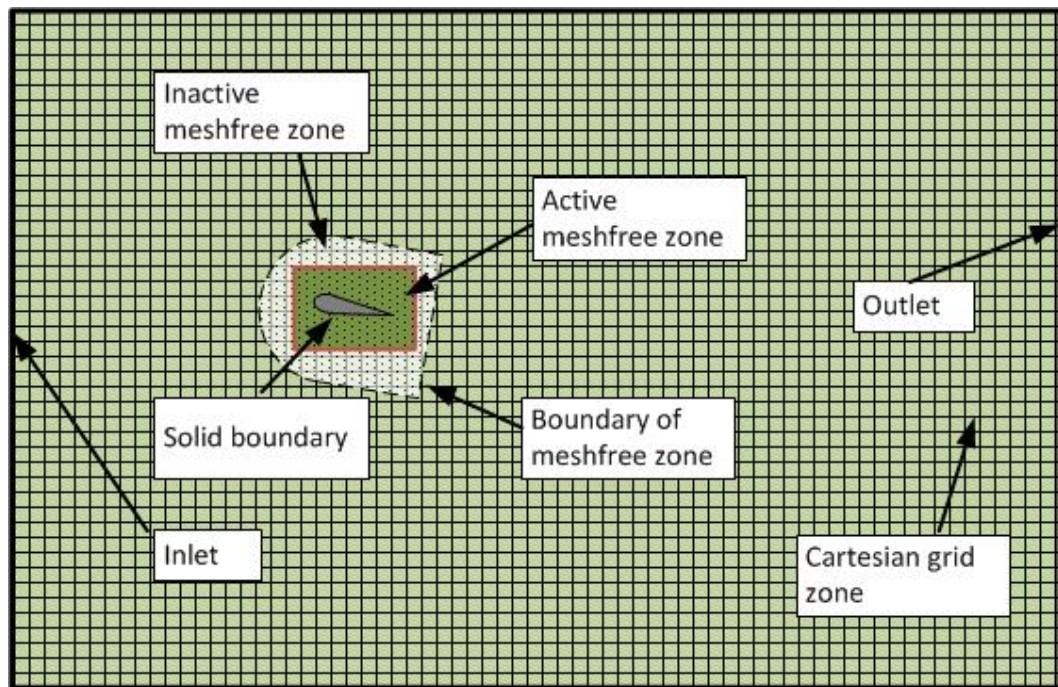 Inactive
meshfree zone
Active
meshfree zone
Outlet
Solid boundary
Boundary of
meshfree zone
Inlet
Cartesian grid
zone